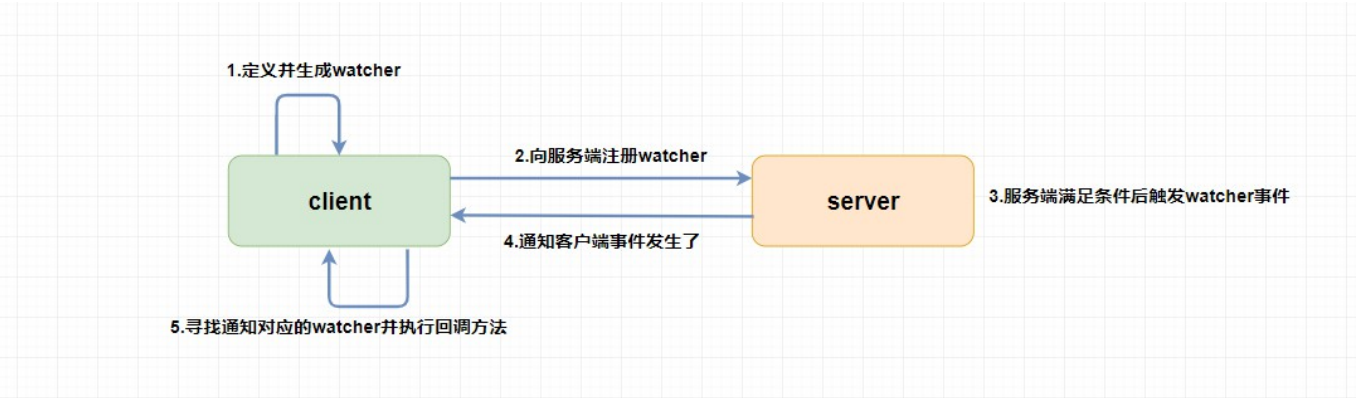 1.定义并生成watcher
2.向服务端注册watcher
client
server
3.服务端满足条件后触发watcher事件
4.通知客户端事件发生了
5.寻找通知对应的watcher并执行回调方法